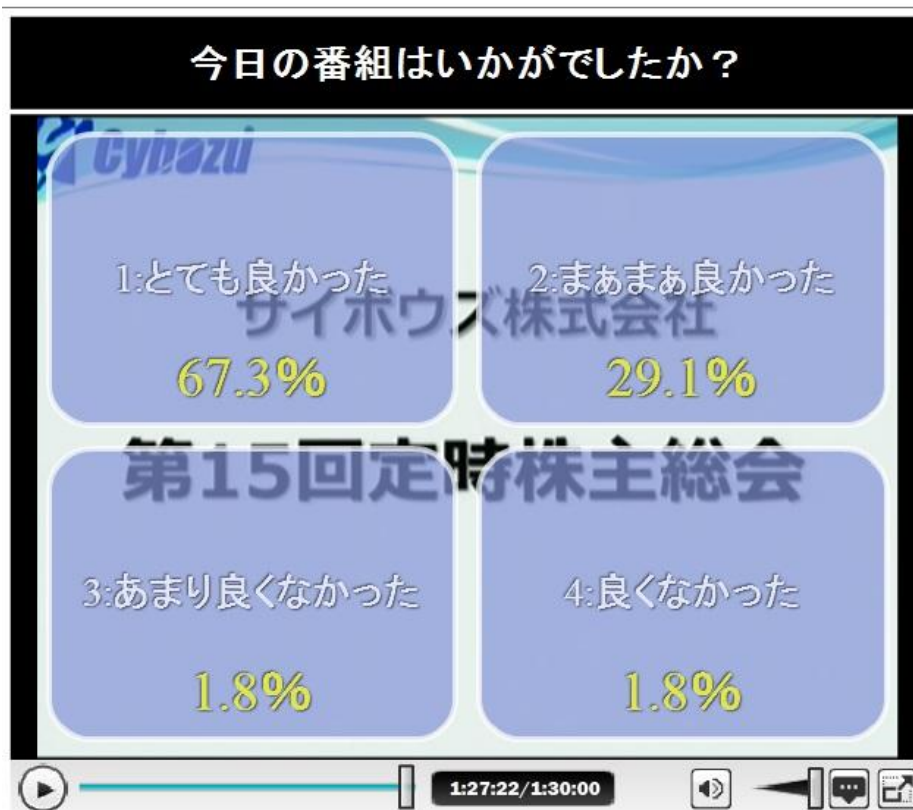 今日の番組はいかがでしたか？
Cybozu
1:とても良かった
2:まぁまぁ良かった
サイボウズ株式会社
67.3%
29.1%
第15回定時株主総会
3:あまり良くなかった
4:良くなかった
1.8%
1.8%
1:27:22/1:30:00